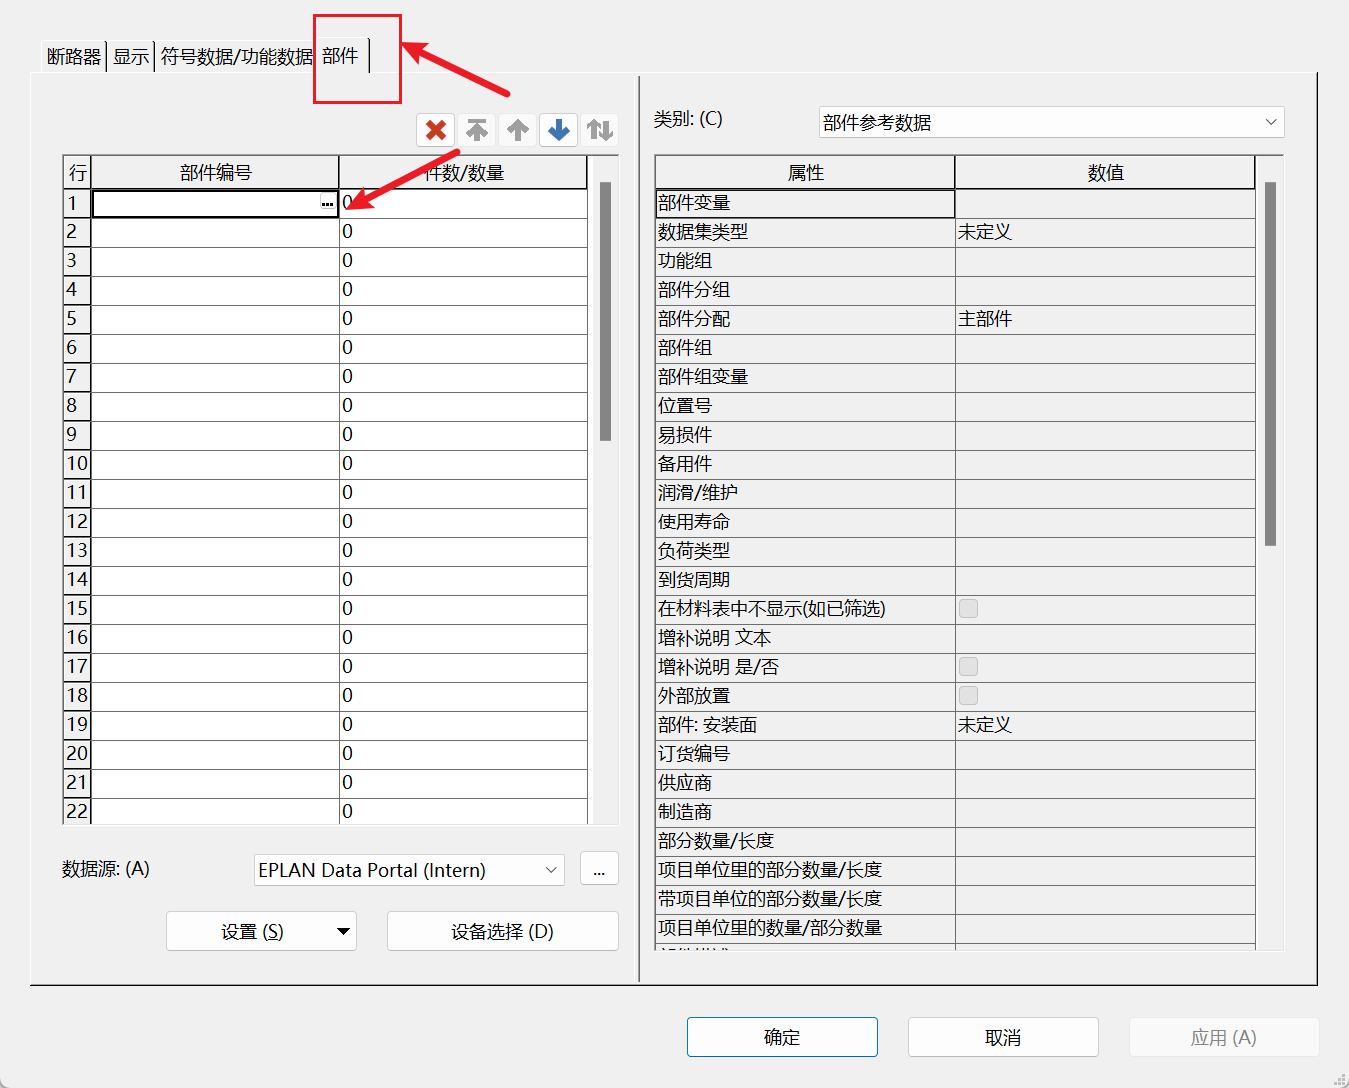 断路器 显示 符号数据/功能数据 部件
类别: (C) 部件参考数据
行 部件编号 件数/数量
1 ... 0
2 0
3 0
4 0
5 0
6 0
7 0
8 0
9 0
10 0
11 0
12 0
13 0
14 0
15 0
16 0
17 0
18 0
19 0
20 0
21 0
22 0
数据源: (A) EPLAN Data Portal (Intern) ...
设置 (S) 设备选择 (D)
属性 数值
部件变量
数据集类型 未定义
功能组
部件分组
部件分配 主部件
部件组
部件组变量
位置号
易损件
备用件
润滑/维护
使用寿命
负荷类型
到货周期
在材料表中不显示(如已筛选)
增补说明 文本
增补说明 是/否
外部放置
部件: 安装面 未定义
订货编号
供应商
制造商
部分数量/长度
项目单位里的部分数量/长度
带项目单位的部分数量/长度
项目单位里的数量/部分数量
确定 取消 应用 (A)